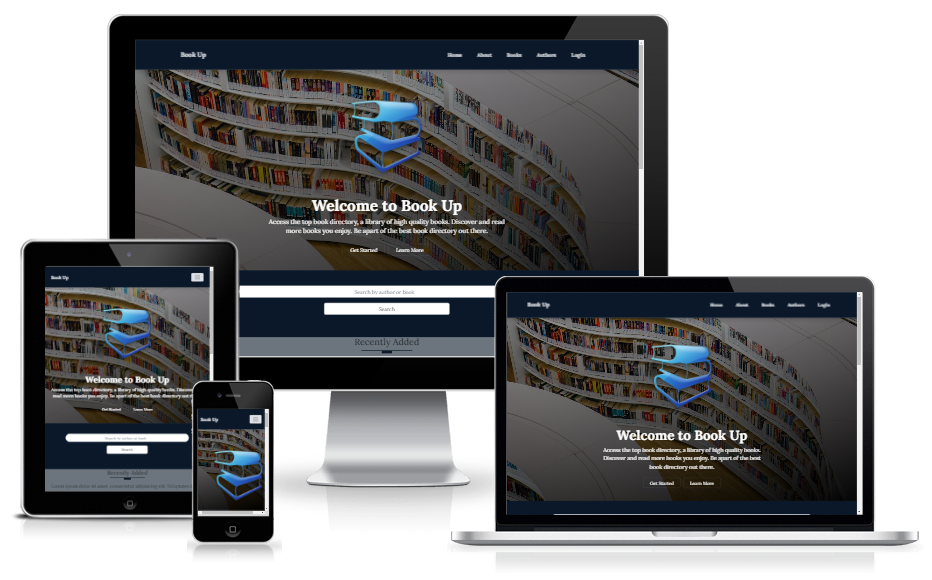 Book Up
Home About Books Authors Login
Welcome to Book Up
Access the top book directory, a library of high quality books. Discover and read
more books you enjoy. Be apart of the best book directory out there.
Get Started Learn More
Search by author or book
Search
Recently Added
Book Up
Welcome to Book Up
Access the top book directory, a library of high quality books. Discover
read more books you enjoy. Be apart of the best book directory out
Get Started Learn More
Search by author or book
Search
Recently Added
Book Up
Book Up
Home About Books Authors Login
Welcome to Book Up
Access the top book directory, a library of high quality books.
Discover and read more books you enjoy. Be apart of the best
book directory out there.
Get Started Learn More